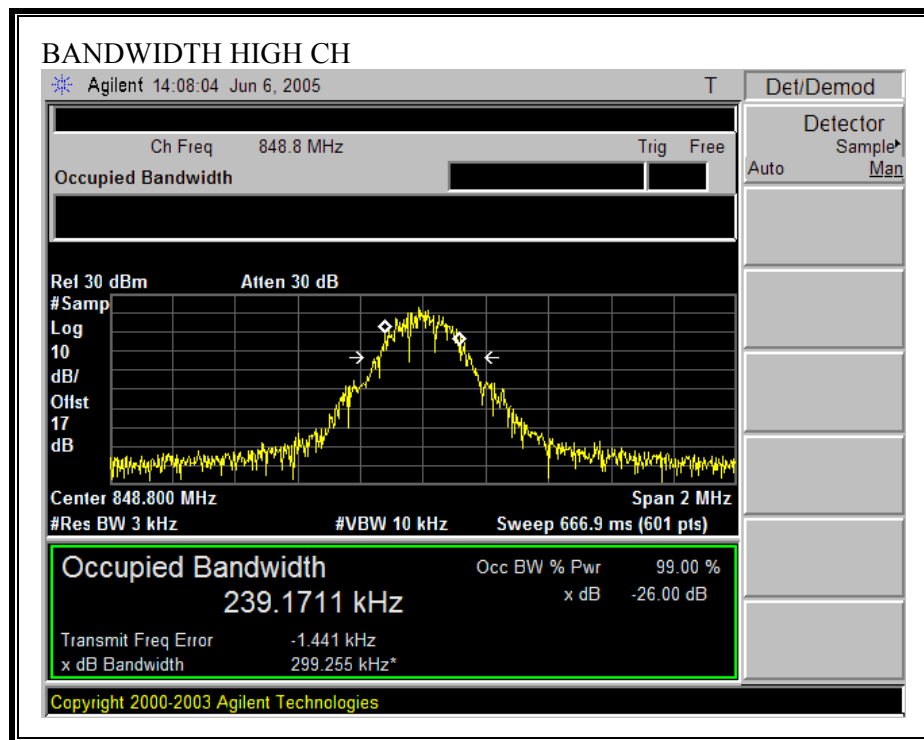 BANDWIDTH HIGH CH
Agilent 14:08:04 Jun 6, 2005 T
Det/Demod
Ch Freq 848.8 MHz Trig Free
Occupied Bandwidth
Detector
Sample
Auto Man
Ref 30 dBm Atten 30 dB
#Samp
Log
10
dB/
Offst
17
dB
Center 848.800 MHz Span 2 MHz
#Res BW 3 kHz #VBW 10 kHz Sweep 666.9 ms (601 pts)
Occupied Bandwidth Occ BW % Pwr 99.00 %
239.1711 kHz x dB -26.00 dB
Transmit Freq Error -1.441 kHz
x dB Bandwidth 299.255 kHz*
Copyright 2000-2003 Agilent Technologies